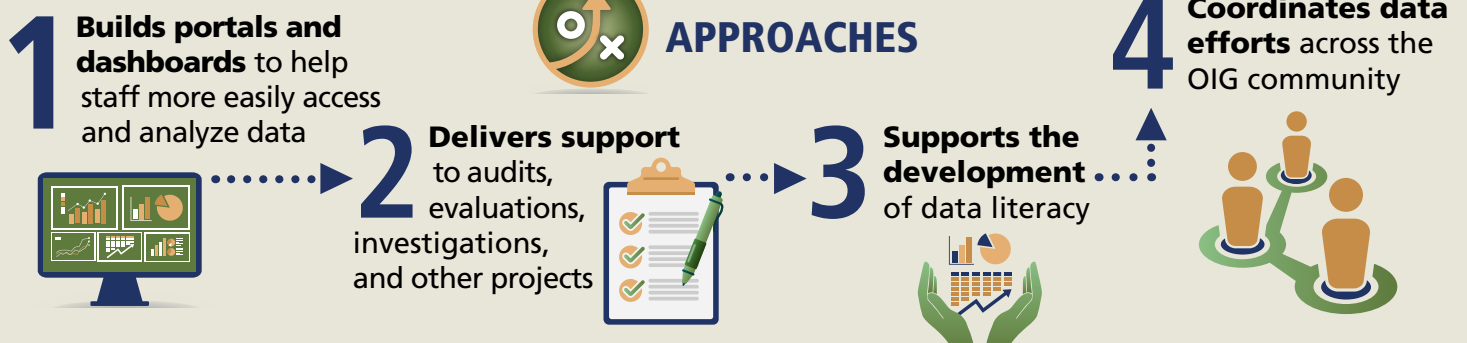 APPROACHES
1
Builds portals and
dashboards to help
staff more easily access
and analyze data
2
Delivers support
to audits,
evaluations,
investigations,
and other projects
3
Supports the
development
of data literacy
4
Coordinates data
efforts across the
OIG community